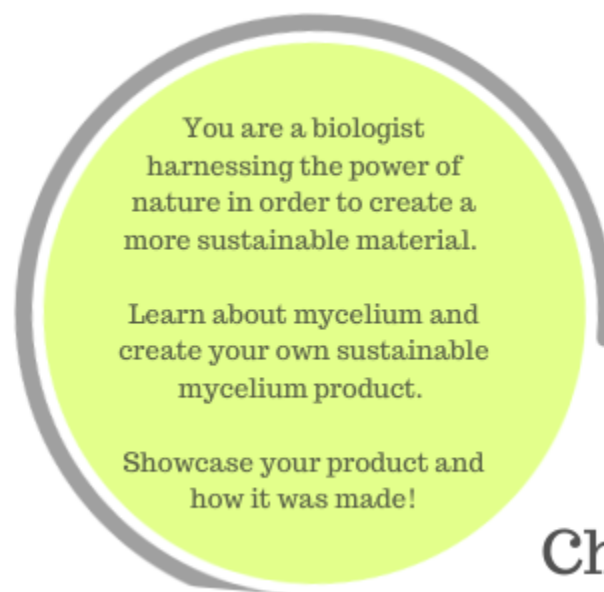 You are a biologist
harnessing the power of
nature in order to create a
more sustainable material.
Learn about mycelium and
create your own sustainable
mycelium product.
Showcase your product and
how it was made!
Ch